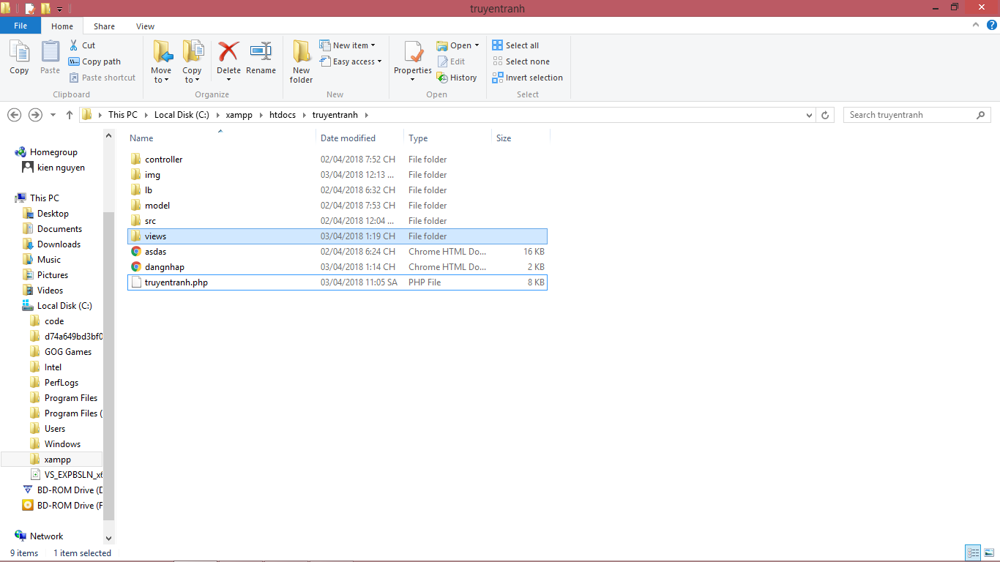 truyentranh
File Home Share View
Copy
Paste
Cut
Copy path
Paste shortcut
Clipboard
Move to
Copy to
Delete
Rename
Organize
New folder
New item
Easy access
New
Properties
Open
Edit
History
Open
Select all
Select none
Invert selection
Select
This PC Local Disk (C:) xampp htdocs truyentranh
Search truyentranh
Homegroup
kien nguyen
This PC
Desktop
Documents
Downloads
Music
Pictures
Videos
Local Disk (C:)
code
d74a649bd3bf0
GOG Games
Intel
PerfLogs
Program Files
Program Files (
Users
Windows
xampp
VS_EXPBSLN_x6
BD-ROM Drive (D
BD-ROM Drive (F
Network
Name Date modified Type Size
controller 02/04/2018 7:52 CH File folder
img 03/04/2018 12:13 ... File folder
lb 02/04/2018 6:32 CH File folder
model 02/04/2018 7:53 CH File folder
src 02/04/2018 12:04 ... File folder
views 03/04/2018 1:19 CH File folder
asdas 02/04/2018 6:24 CH Chrome HTML Do... 16 KB
dangnhap 03/04/2018 1:14 CH Chrome HTML Do... 2 KB
truyentranh.php 03/04/2018 11:05 SA PHP File 8 KB
9 items 1 item selected